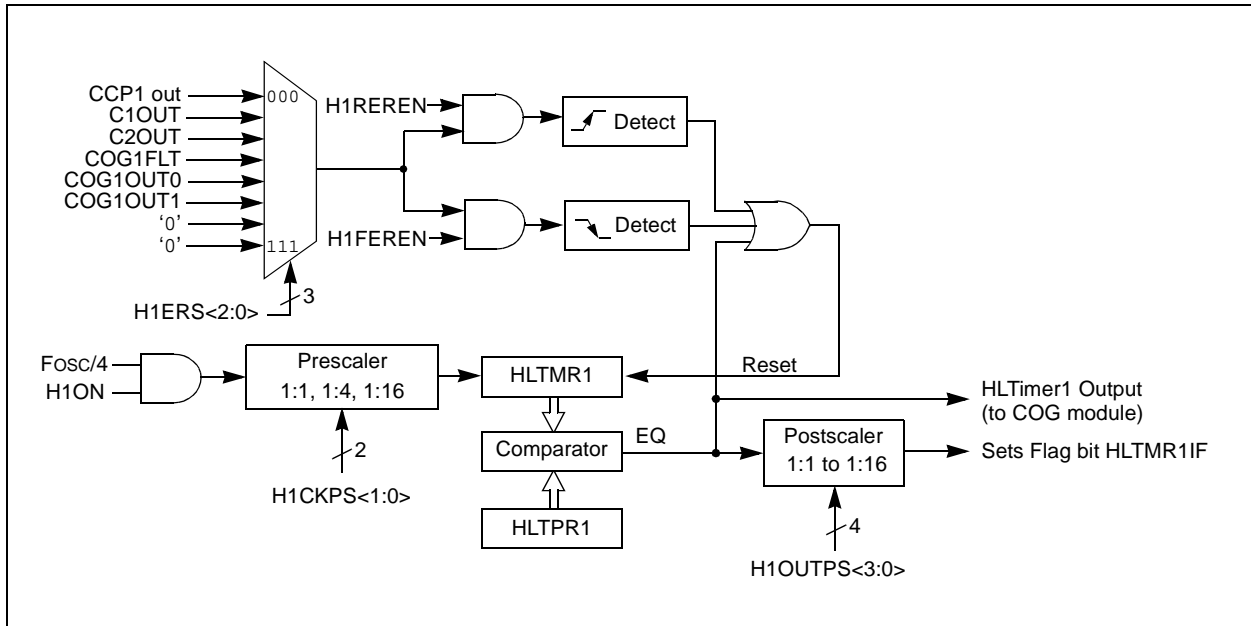 CCP1 out
C1OUT
C2OUT
COG1FLT
COG1OUT0
COG1OUT1
‘0’
‘0’
000
111
H1ERS<2:0>
3
H1REREN
H1FEREN
Detect
Detect
FOSC/4
H1ON
Prescaler
1:1, 1:4, 1:16
2
H1CKPS<1:0>
HLTMR1
Reset
Comparator
EQ
HLTPR1
HLTimer1 Output
(to COG module)
Postscaler
1:1 to 1:16
Sets Flag bit HLTMR1IF
4
H1OUTPS<3:0>